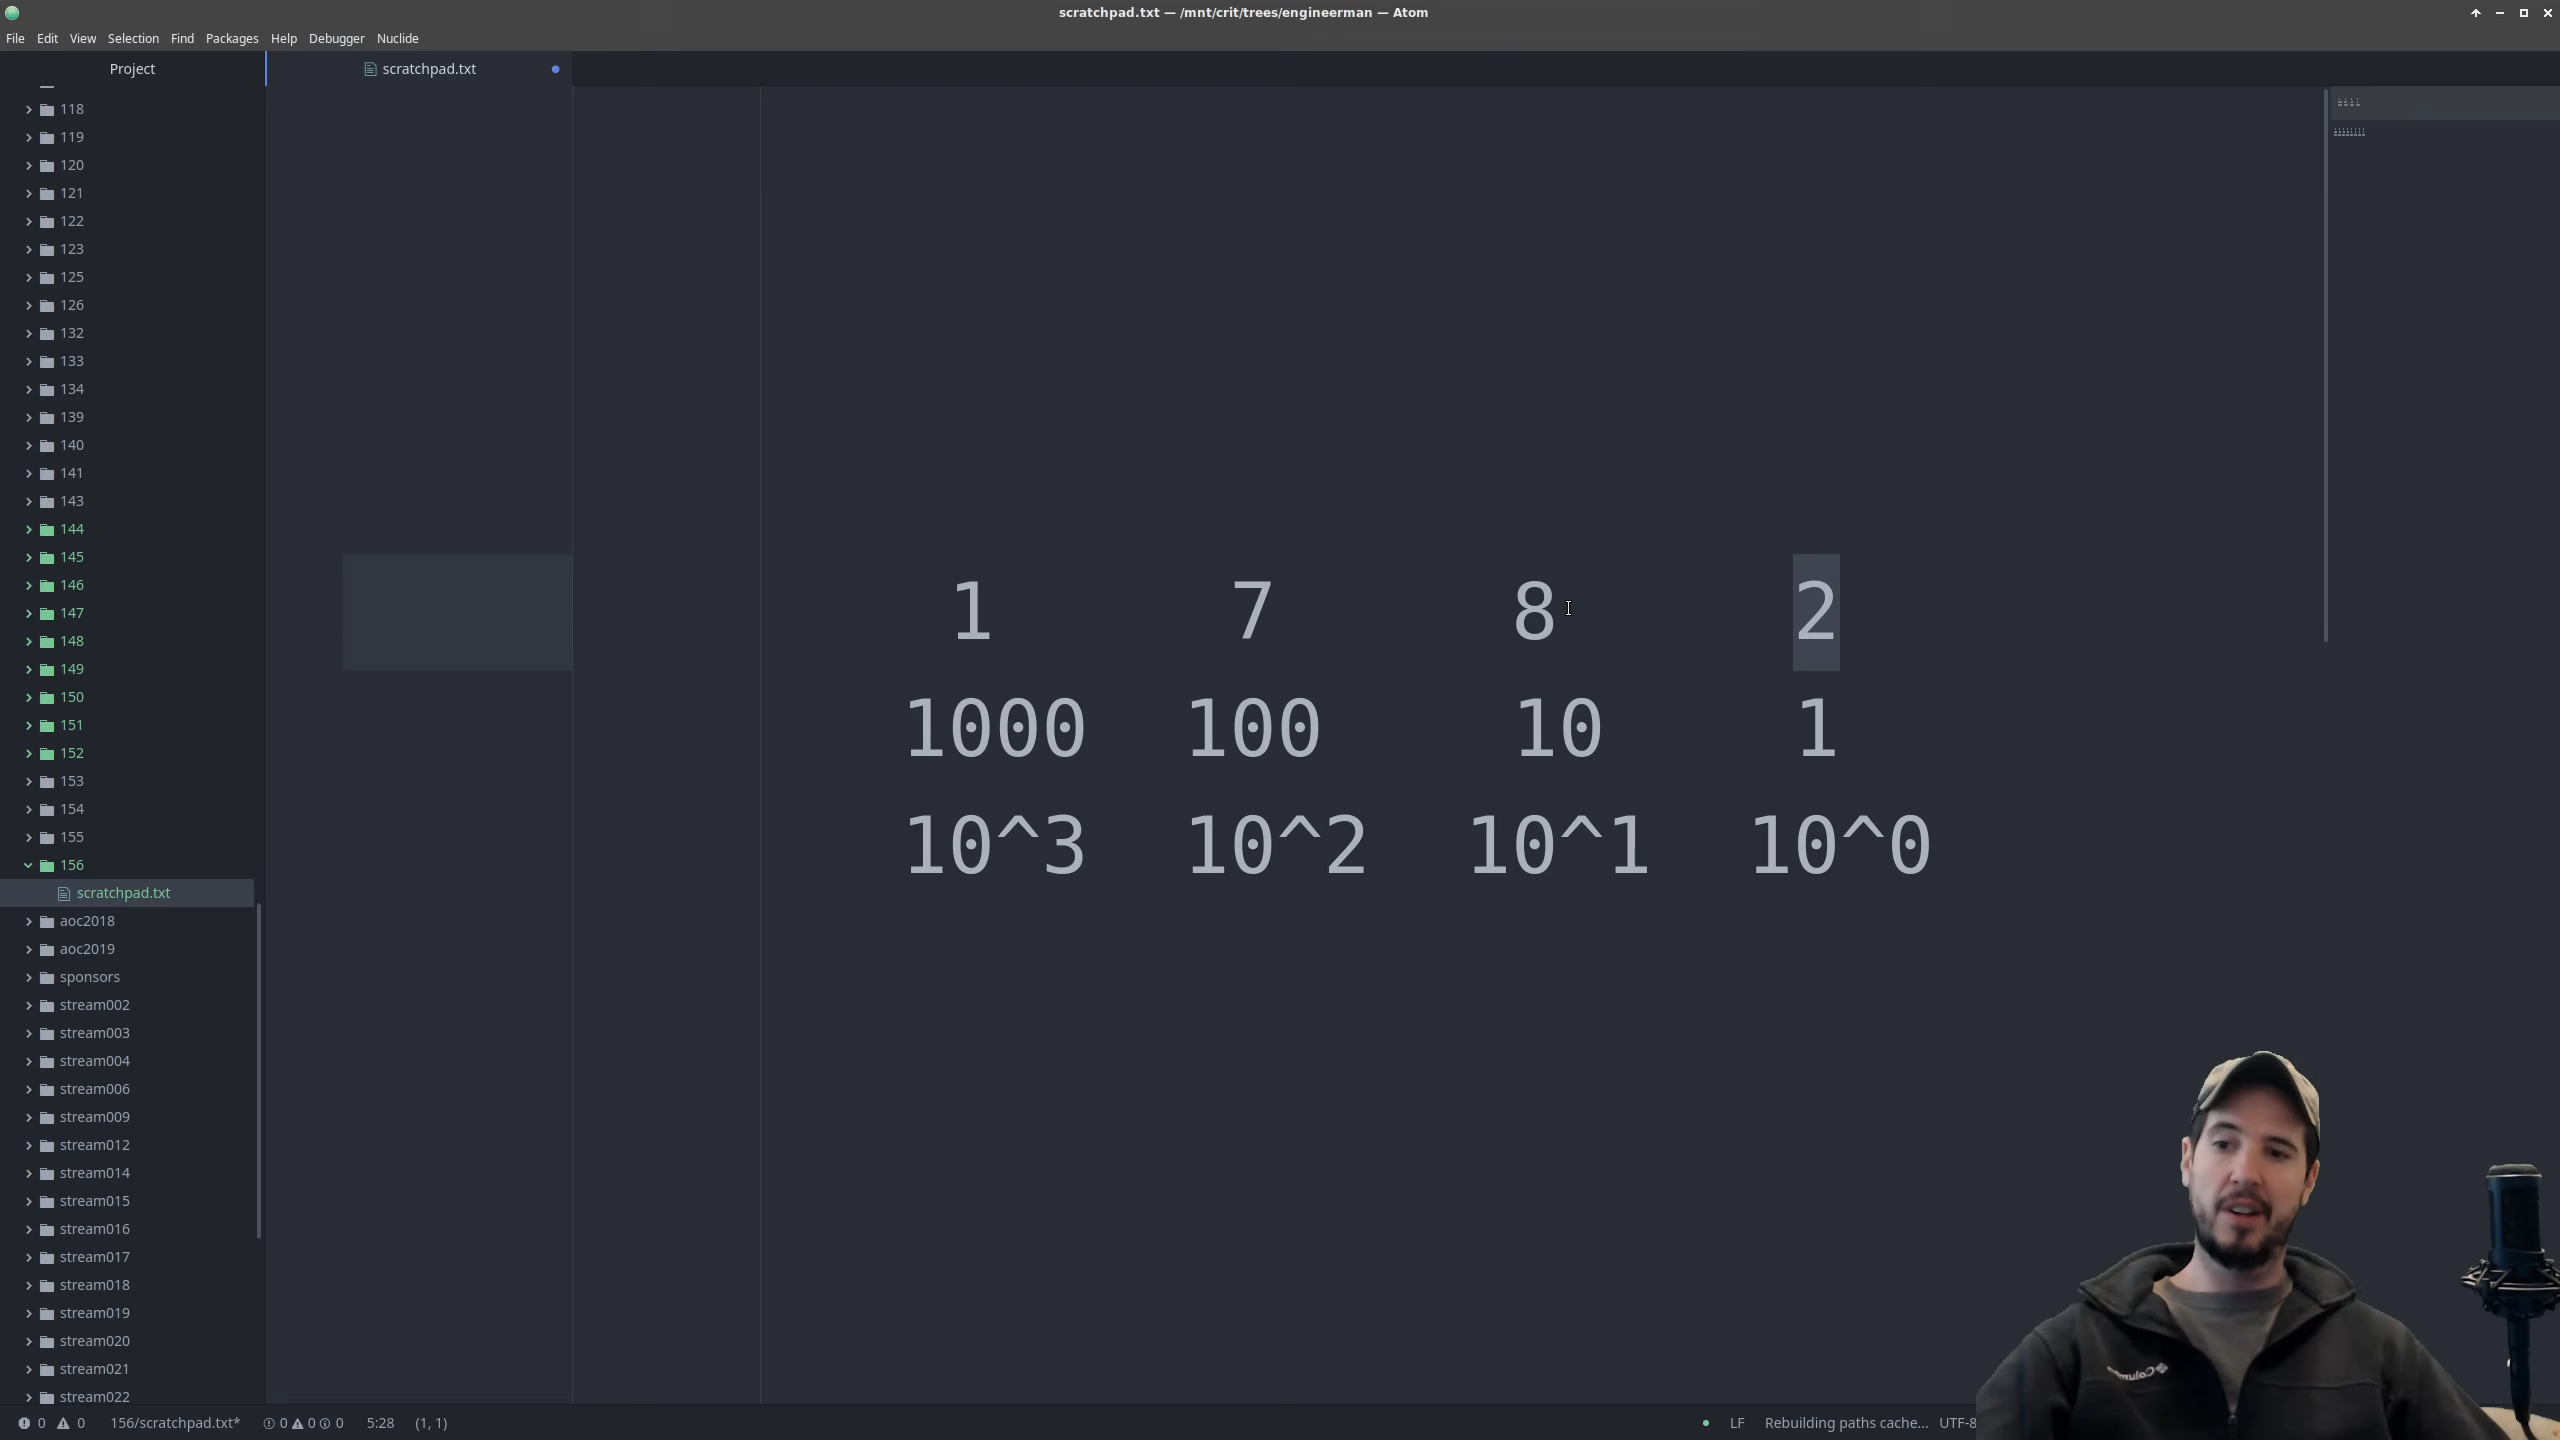 scratchpad.txt — /mnt/crit/trees/engineerman — Atom
File Edit View Selection Find Packages Help Debugger Nuclide
Project
scratchpad.txt
118
119
120
121
122
123
125
126
132
133
134
139
140
141
143
144
145
146
147
148
149
150
151
152
153
154
155
156
scratchpad.txt
aoc2018
aoc2019
sponsors
stream002
stream003
stream004
stream006
stream009
stream012
stream014
stream015
stream016
stream017
stream018
stream019
stream020
stream021
stream022
1 7 8 2
1000 100 10 1
10^3 10^2 10^1 10^0
0 0 156/scratchpad.txt* 0 0 0 5:28 (1, 1) LF Rebuilding paths cache... UTF-8